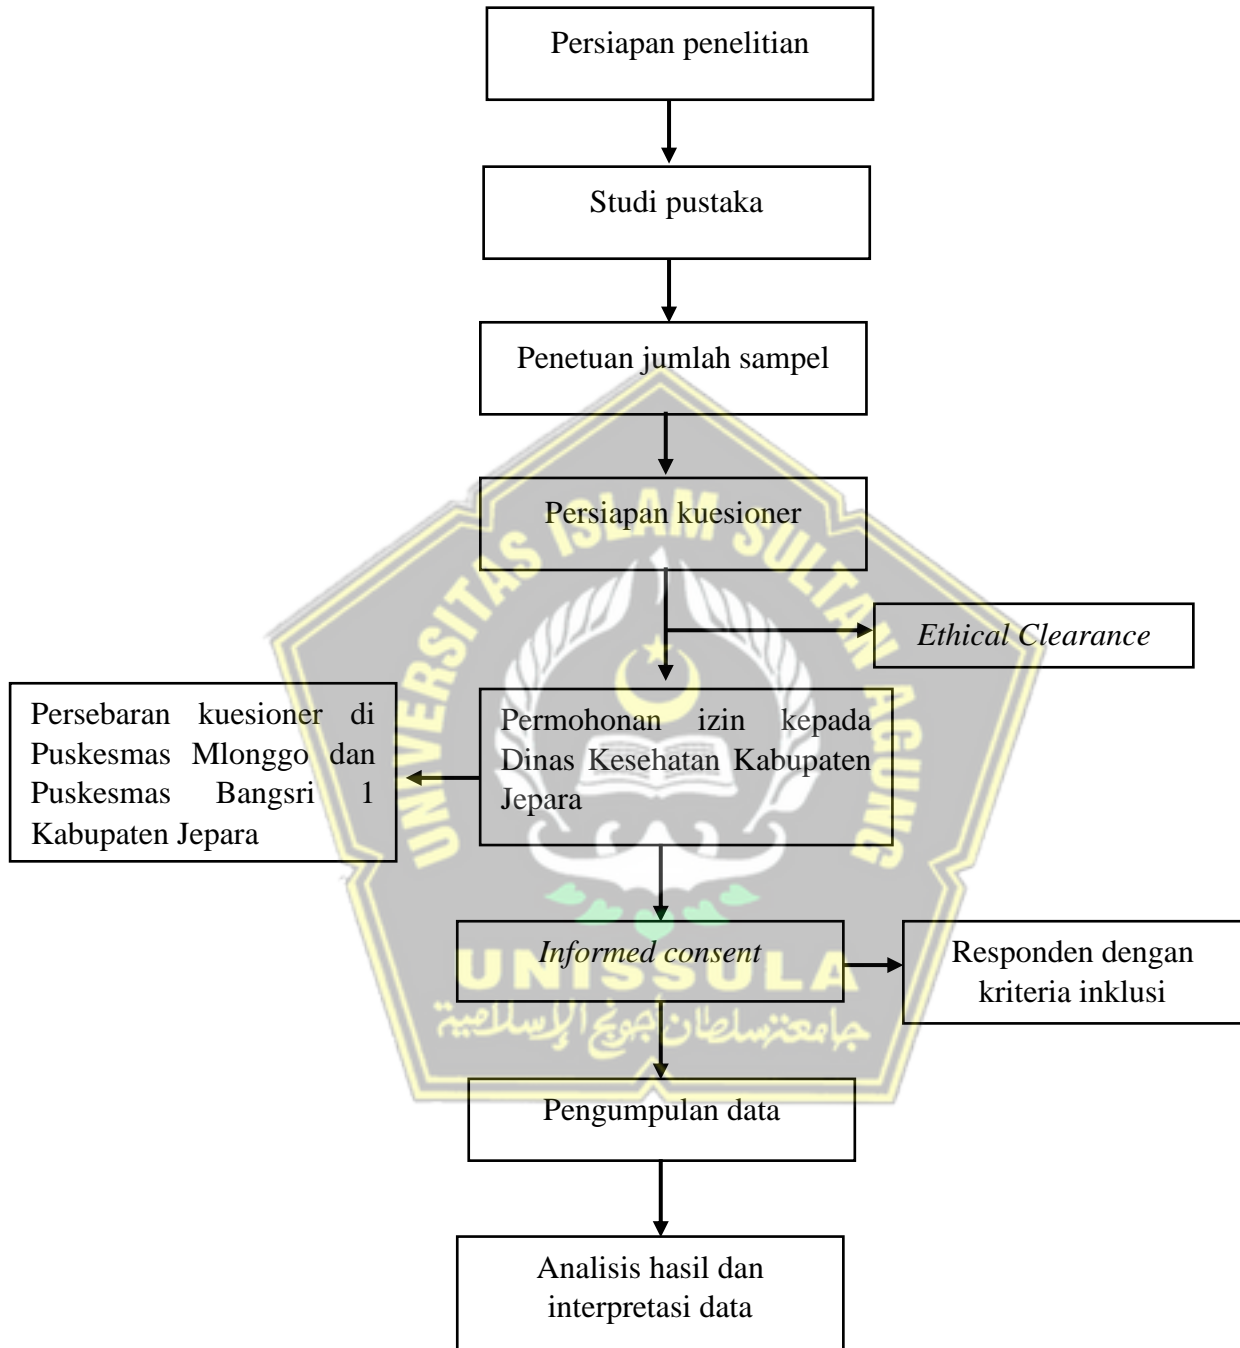 Persiapan penelitian
Studi pustaka
Penetuan jumlah sampel
Persiapan kuesioner
Ethical Clearance
Permohonan izin kepada
Dinas Kesehatan Kabupaten
Jepara
Persebaran kuesioner di
Puskesmas Mlonggo dan
Puskesmas Bangsri 1
Kabupaten Jepara
Informed consent
Responden dengan
kriteria inklusi
Pengumpulan data
Analisis hasil dan
interpretasi data
UNIVERSITAS ISLAM SULTAN AGUNG
UNISSULA
جامعة سلطان أجونج الإسلامية